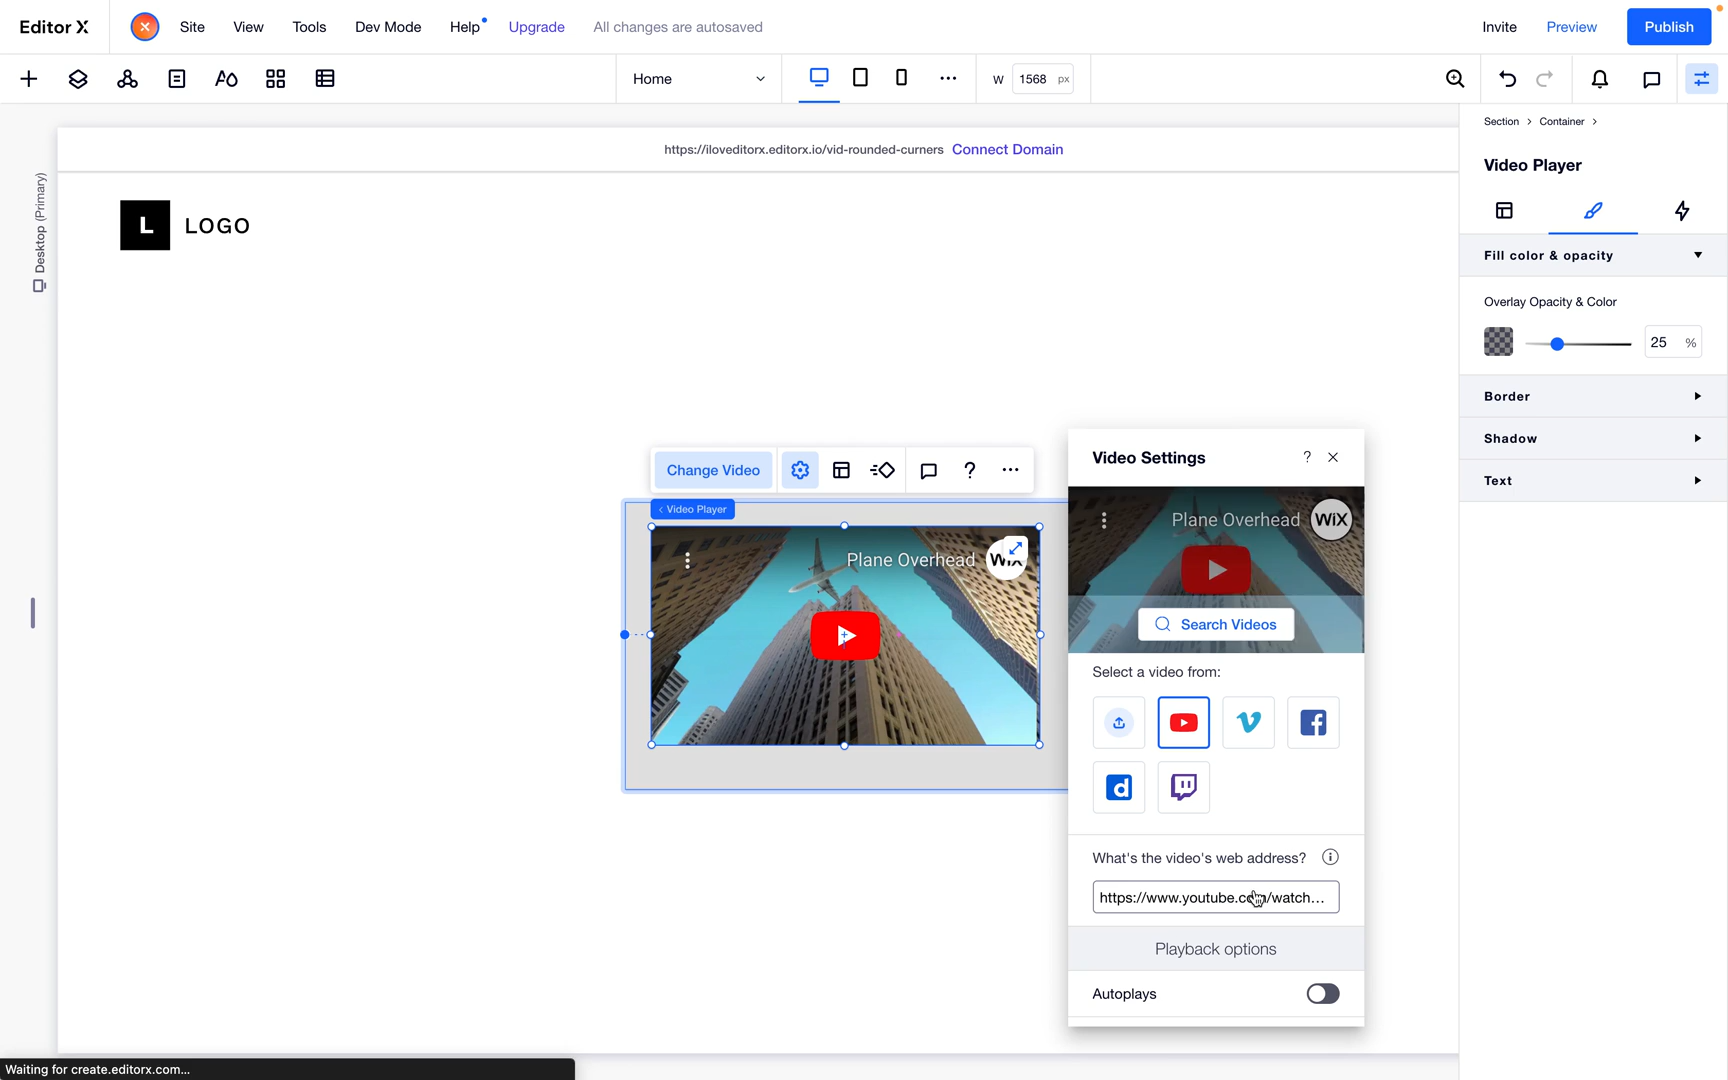 Editor X
Site
View
Tools
Dev Mode
Help
Upgrade
All changes are autosaved
Invite
Preview
Publish
Home
W 1568 px
Desktop (Primary)
https://iloveditorx.editorx.io/vid-rounded-curners Connect Domain
L LOGO
Change Video
?
< Video Player
Plane Overhead
WiX
Video Settings
?
Plane Overhead
WiX
Search Videos
Select a video from:
What's the video's web address?
https://www.youtube.com/watch...
Playback options
Autoplays
Section > Container >
Video Player
Fill color & opacity
Overlay Opacity & Color
25 %
Border
Shadow
Text
Waiting for create.editorx.com...